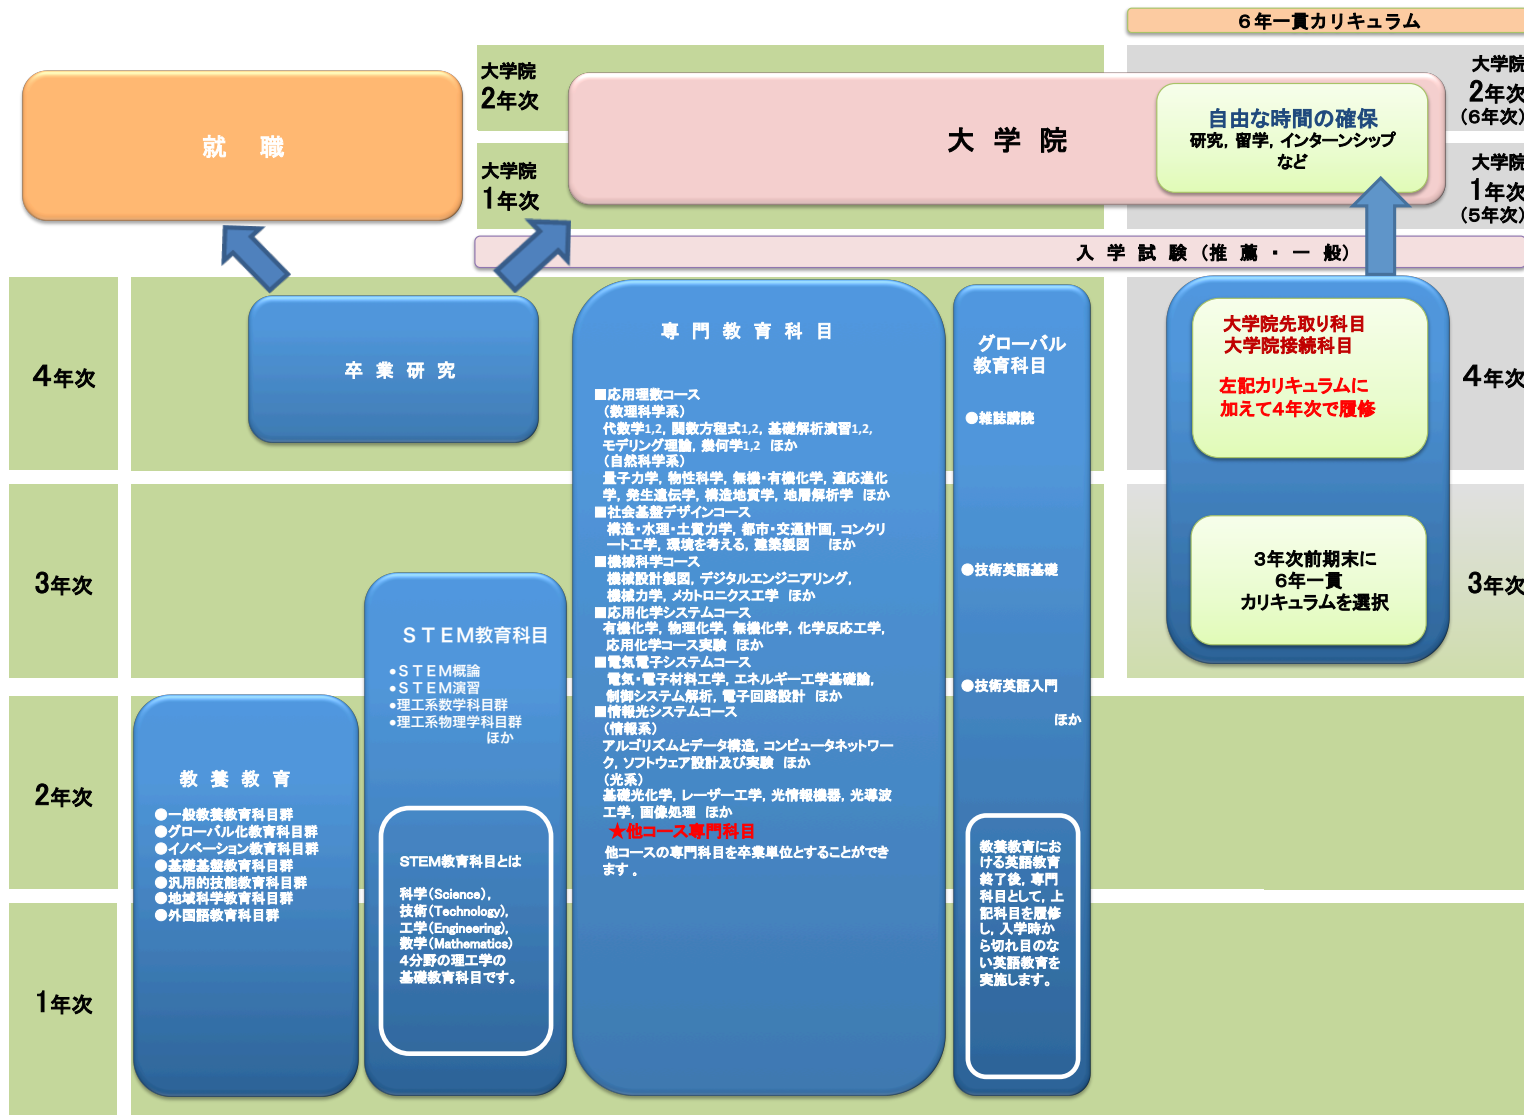 6年一貫カリキュラム
大学院
2年次
大学院
1年次
就 職
大 学 院
自由な時間の確保
研究, 留学, インターンシップ
など
大学院
2年次
(6年次)
大学院
1年次
(5年次)
入 学 試 験 (推 薦 ・ 一 般)
4年次
3年次
2年次
1年次
卒 業 研 究
教 養 教 育
●一般教養教育科目群
●グローバル化教育科目群
●イノベーション教育科目群
●基礎基盤教育科目群
●汎用的技能教育科目群
●地域科学教育科目群
●外国語教育科目群
STEM教育科目
●STEM概論
●STEM演習
●理工系数学科目群
●理工系物理学科目群
ほか
STEM教育科目とは
科学(Science),
技術(Technology),
工学(Engineering),
数学(Mathematics)
4分野の理工学の
基礎教育科目です。
専 門 教 育 科 目
■応用理数コース
(数理科学系)
代数学1,2, 関数方程式1,2, 基礎解析演習1,2,
モデリング理論, 幾何学1,2 ほか
(自然科学系)
量子力学, 物性科学, 無機・有機化学, 適応進化
学, 発生遺伝学, 構造地質学, 地層解析学 ほか
■社会基盤デザインコース
構造・水理・土質力学, 都市・交通計画, コンクリ
ート工学, 環境を考える, 建築製図 ほか
■機械科学コース
機械設計製図, デジタルエンジニアリング,
機械力学, メカトロニクス工学 ほか
■応用化学システムコース
有機化学, 物理化学, 無機化学, 化学反応工学,
応用化学コース実験 ほか
■電気電子システムコース
電気・電子材料工学, エネルギー工学基礎論,
制御システム解析, 電子回路設計 ほか
■情報光システムコース
(情報系)
アルゴリズムとデータ構造, コンピュータネットワー
ク, ソフトウェア設計及び実験 ほか
(光系)
基礎光化学, レーザー工学, 光情報機器, 光導波
工学, 画像処理 ほか
★他コース専門科目
他コースの専門科目を卒業単位とすることができ
ます。
グローバル
教育科目
●雑誌講読
●技術英語基礎
●技術英語入門
ほか
教養教育にお
ける英語教育
終了後, 専門
科目として, 上
記科目を履修
し, 入学時か
ら切れ目のな
い英語教育を
実施します。
大学院先取り科目
大学院接続科目
左記カリキュラムに
加えて4年次で履修
3年次前期末に
6年一貫
カリキュラムを選択
4年次
3年次